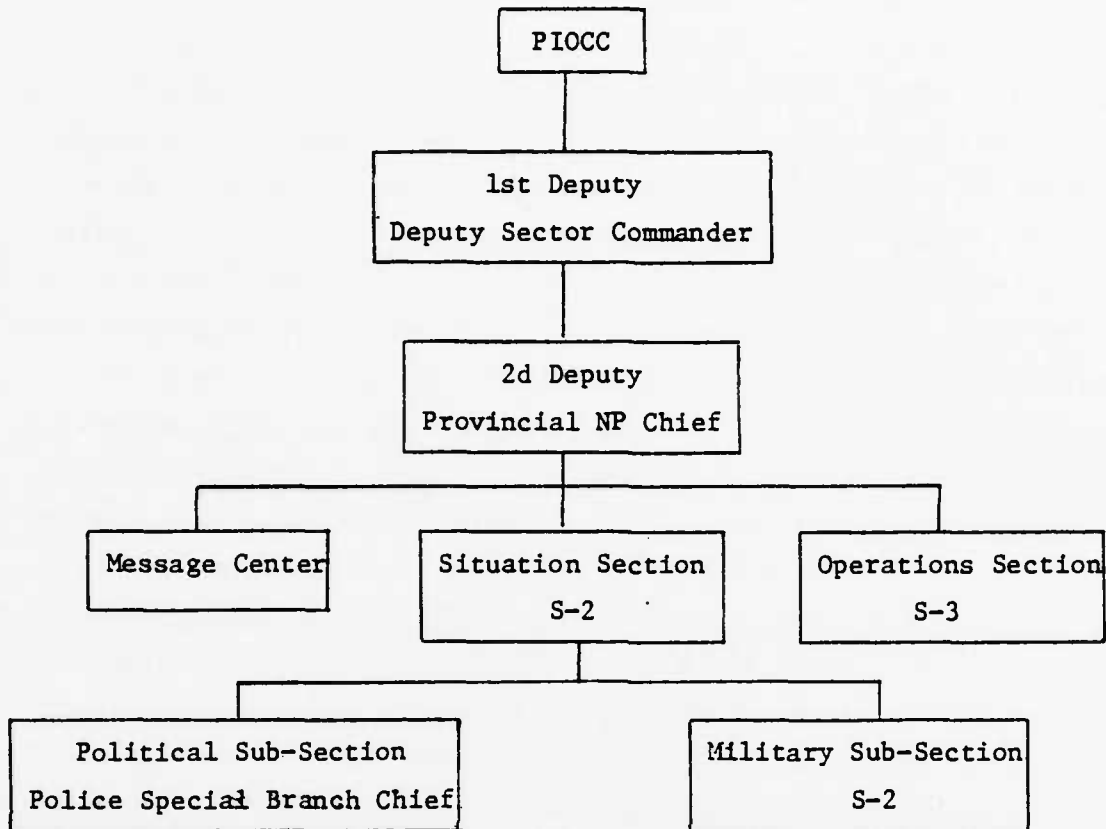 PIOCC
1st Deputy
Deputy Sector Commander
2d Deputy
Provincial NP Chief
Message Center
Situation Section
S-2
Operations Section
S-3
Political Sub-Section
Police Special Branch Chief
Military Sub-Section
S-2